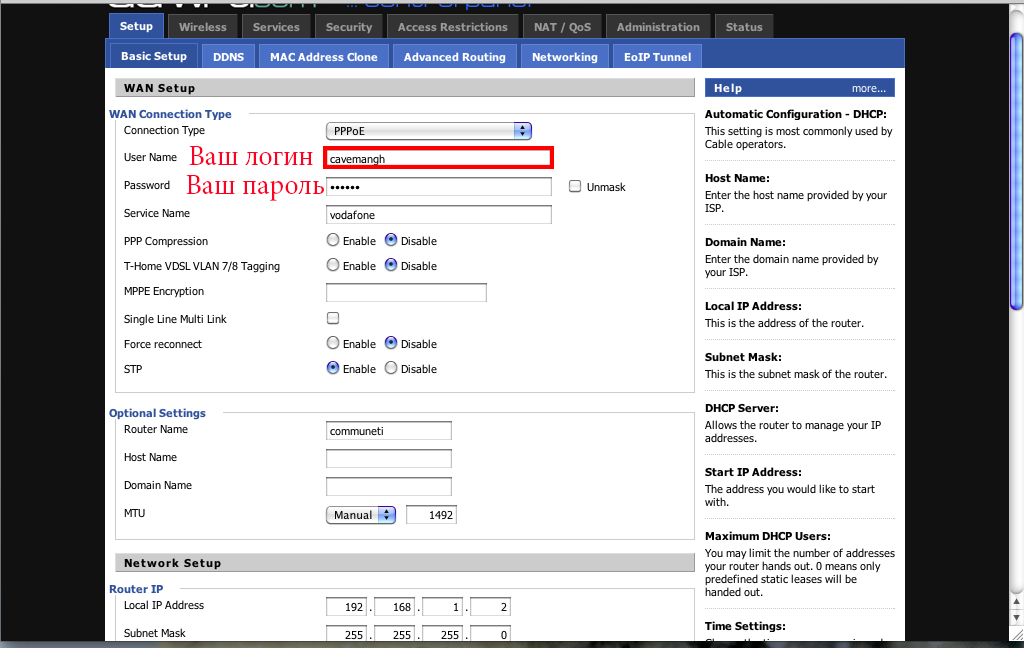 ... control panel
Setup Wireless Services Security Access Restrictions NAT / QoS Administration Status
Basic Setup DDNS MAC Address Clone Advanced Routing Networking EoIP Tunnel
WAN Setup
WAN Connection Type
Connection Type PPPoE
User Name Ваш логин cavemangh
Password Ваш пароль •••••• Unmask
Service Name vodafone
PPP Compression Enable Disable
T-Home VDSL VLAN 7/8 Tagging Enable Disable
MPPE Encryption
Single Line Multi Link
Force reconnect Enable Disable
STP Enable Disable
Optional Settings
Router Name communeti
Host Name
Domain Name
MTU Manual 1492
Network Setup
Router IP
Local IP Address 192 . 168 . 1 . 2
Subnet Mask 255 . 255 . 255 . 0
Help more...
Automatic Configuration - DHCP:
This setting is most commonly used by
Cable operators.
Host Name:
Enter the host name provided by your
ISP.
Domain Name:
Enter the domain name provided by
your ISP.
Local IP Address:
This is the address of the router.
Subnet Mask:
This is the subnet mask of the router.
DHCP Server:
Allows the router to manage your IP
addresses.
Start IP Address:
The address you would like to start
with.
Maximum DHCP Users:
You may limit the number of addresses
your router hands out. 0 means only
predefined static leases will be
handed out.
Time Settings: